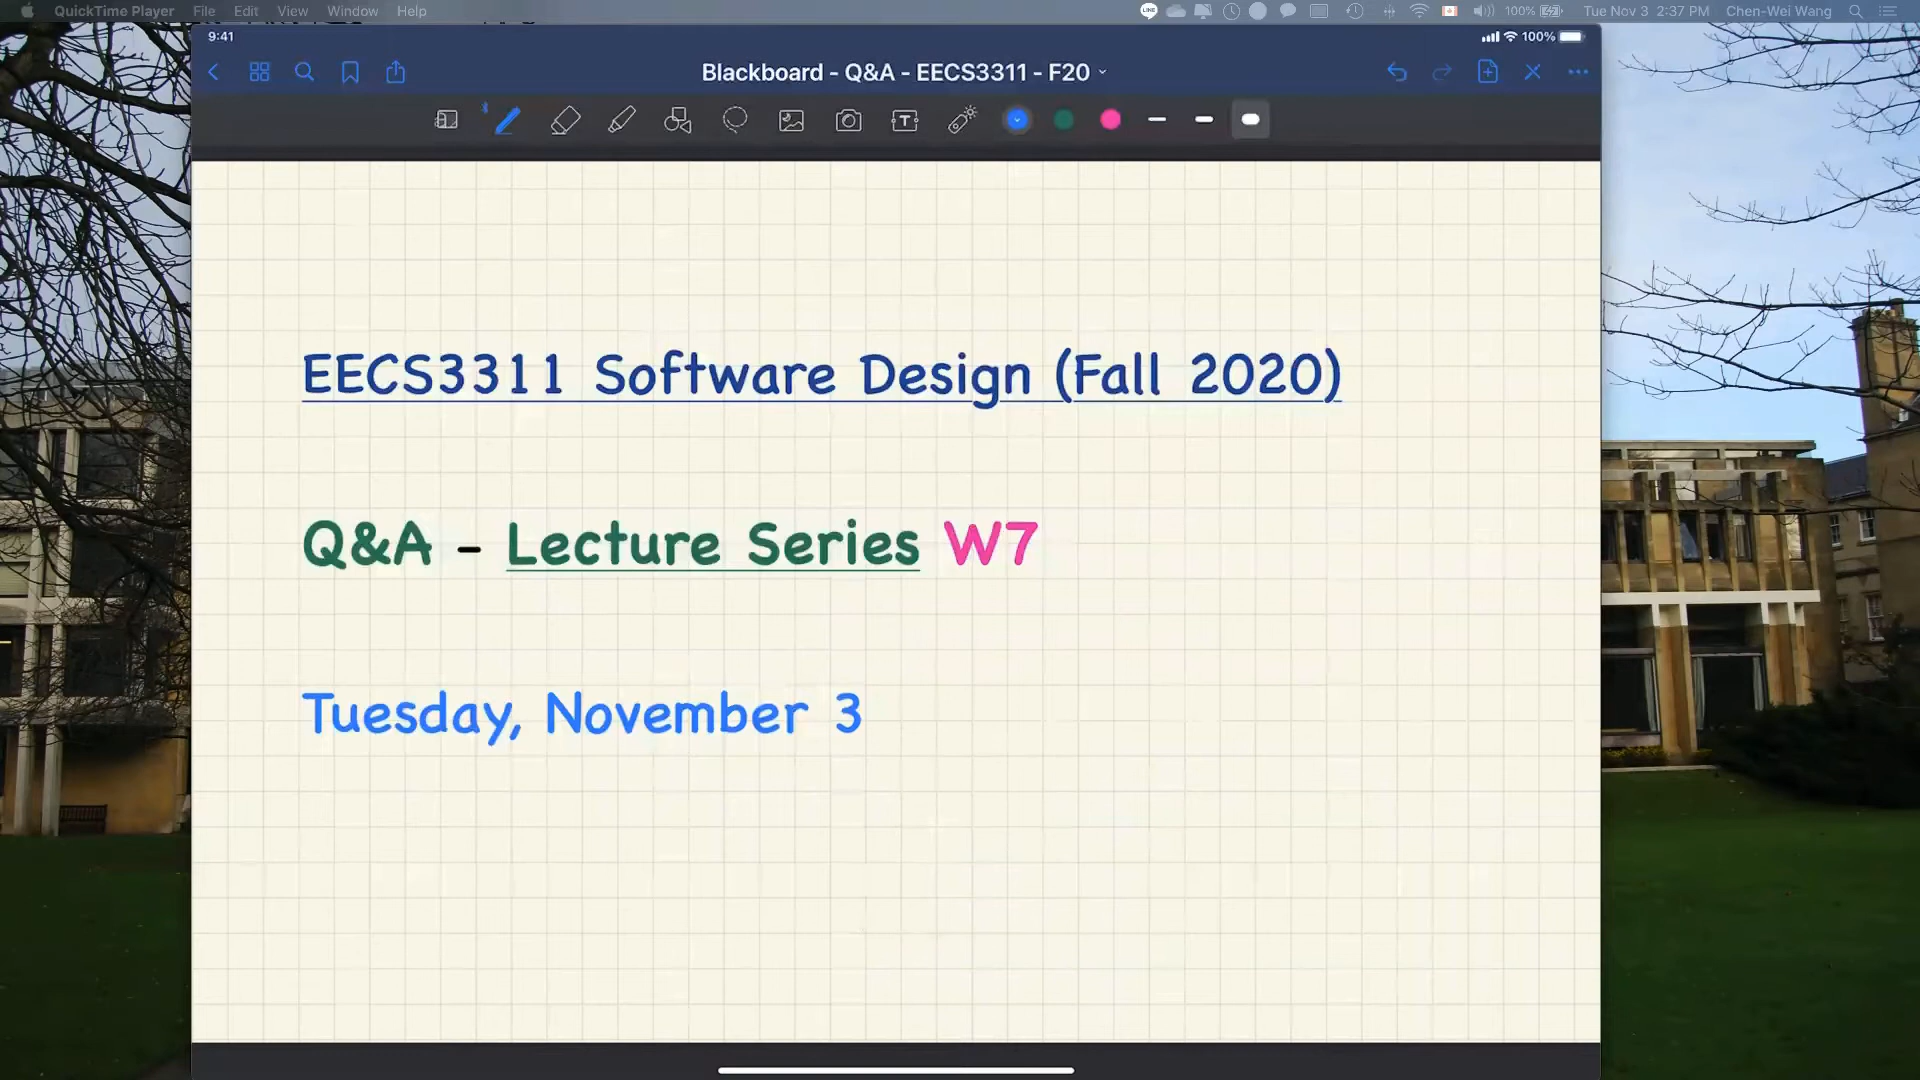 QuickTime Player File Edit View Window Help 100% Tue Nov 3 2:37 PM Chen-Wei Wang
9:41 100%
Blackboard - Q&A - EECS3311 - F20
EECS3311 Software Design (Fall 2020)
Q&A - Lecture Series W7
Tuesday, November 3